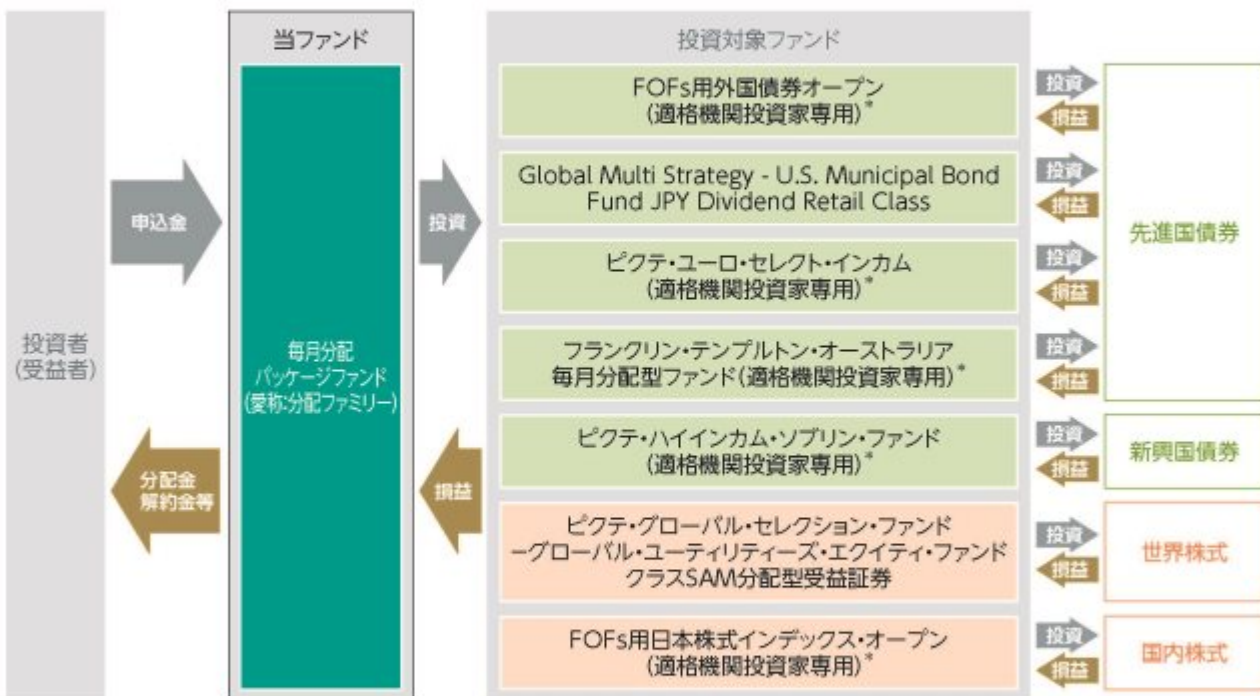 投資者
(受益者)
申込金
分配金
解約金等
当ファンド
毎月分配
パッケージファンド
(愛称:分配ファミリー)
投資
損益
投資対象ファンド
FOFs用外国債券オープン
(適格機関投資家専用)*
投資
損益
Global Multi Strategy - U.S. Municipal Bond
Fund JPY Dividend Retail Class
投資
損益
ピクテ・ユーロ・セレクト・インカム
(適格機関投資家専用)*
投資
損益
フランクリン・テンプルトン・オーストラリア
毎月分配型ファンド(適格機関投資家専用)*
投資
損益
先進国債券
ピクテ・ハイインカム・ソブリン・ファンド
(適格機関投資家専用)*
投資
損益
新興国債券
ピクテ・グローバル・セレクション・ファンド
-グローバル・ユーティリティーズ・エクイティ・ファンド
クラスSAM分配型受益証券
投資
損益
世界株式
FOFs用日本株式インデックス・オープン
(適格機関投資家専用)*
投資
損益
国内株式